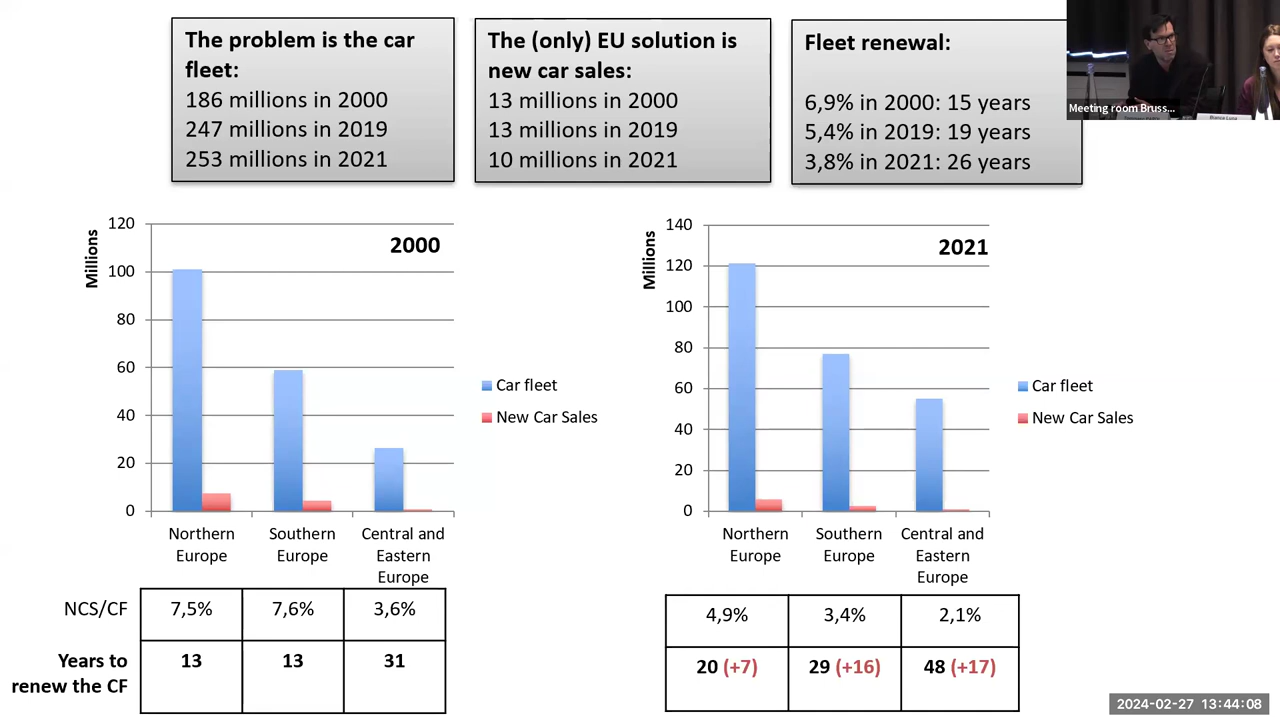 The problem is the car
fleet:
186 millions in 2000
247 millions in 2019
253 millions in 2021
The (only) EU solution is
new car sales:
13 millions in 2000
13 millions in 2019
10 millions in 2021
Fleet renewal:
6,9% in 2000: 15 years
5,4% in 2019: 19 years
3,8% in 2021: 26 years
Meeting room Bruss...
Millions
120
100
80
60
40
20
0
2000
Northern
Europe
Southern
Europe
Central and
Eastern
Europe
Car fleet
New Car Sales
NCS/CF
7,5%
7,6%
3,6%
Years to
renew the CF
13
13
31
Millions
140
120
100
80
60
40
20
0
2021
Northern
Europe
Southern
Europe
Central and
Eastern
Europe
Car fleet
New Car Sales
4,9%
3,4%
2,1%
20 (+7)
29 (+16)
48 (+17)
2024-02-27 13:44:08